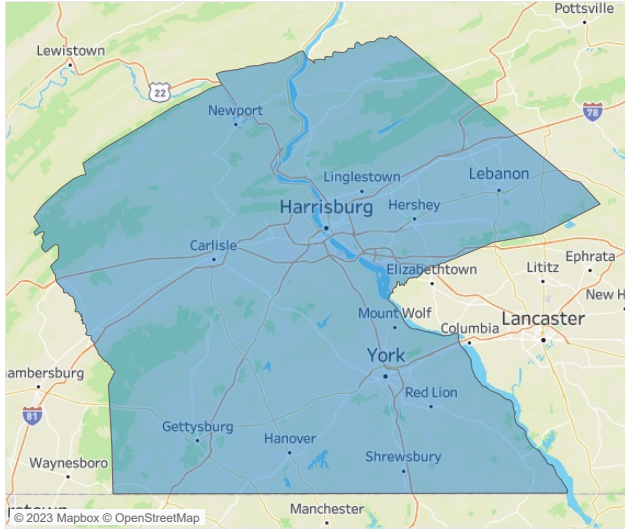 Pottsville
Lewistown
22
78
Newport
Linglestown
Lebanon
Harrisburg
Hershey
Carlisle
Elizabethtown
Ephrata
Lititz
New H
Mount Wolf
Columbia
Lancaster
York
ambersburg
Red Lion
81
Gettysburg
Hanover
Shrewsbury
Waynesboro
Manchester
rstown
© 2023 Mapbox © OpenStreetMap